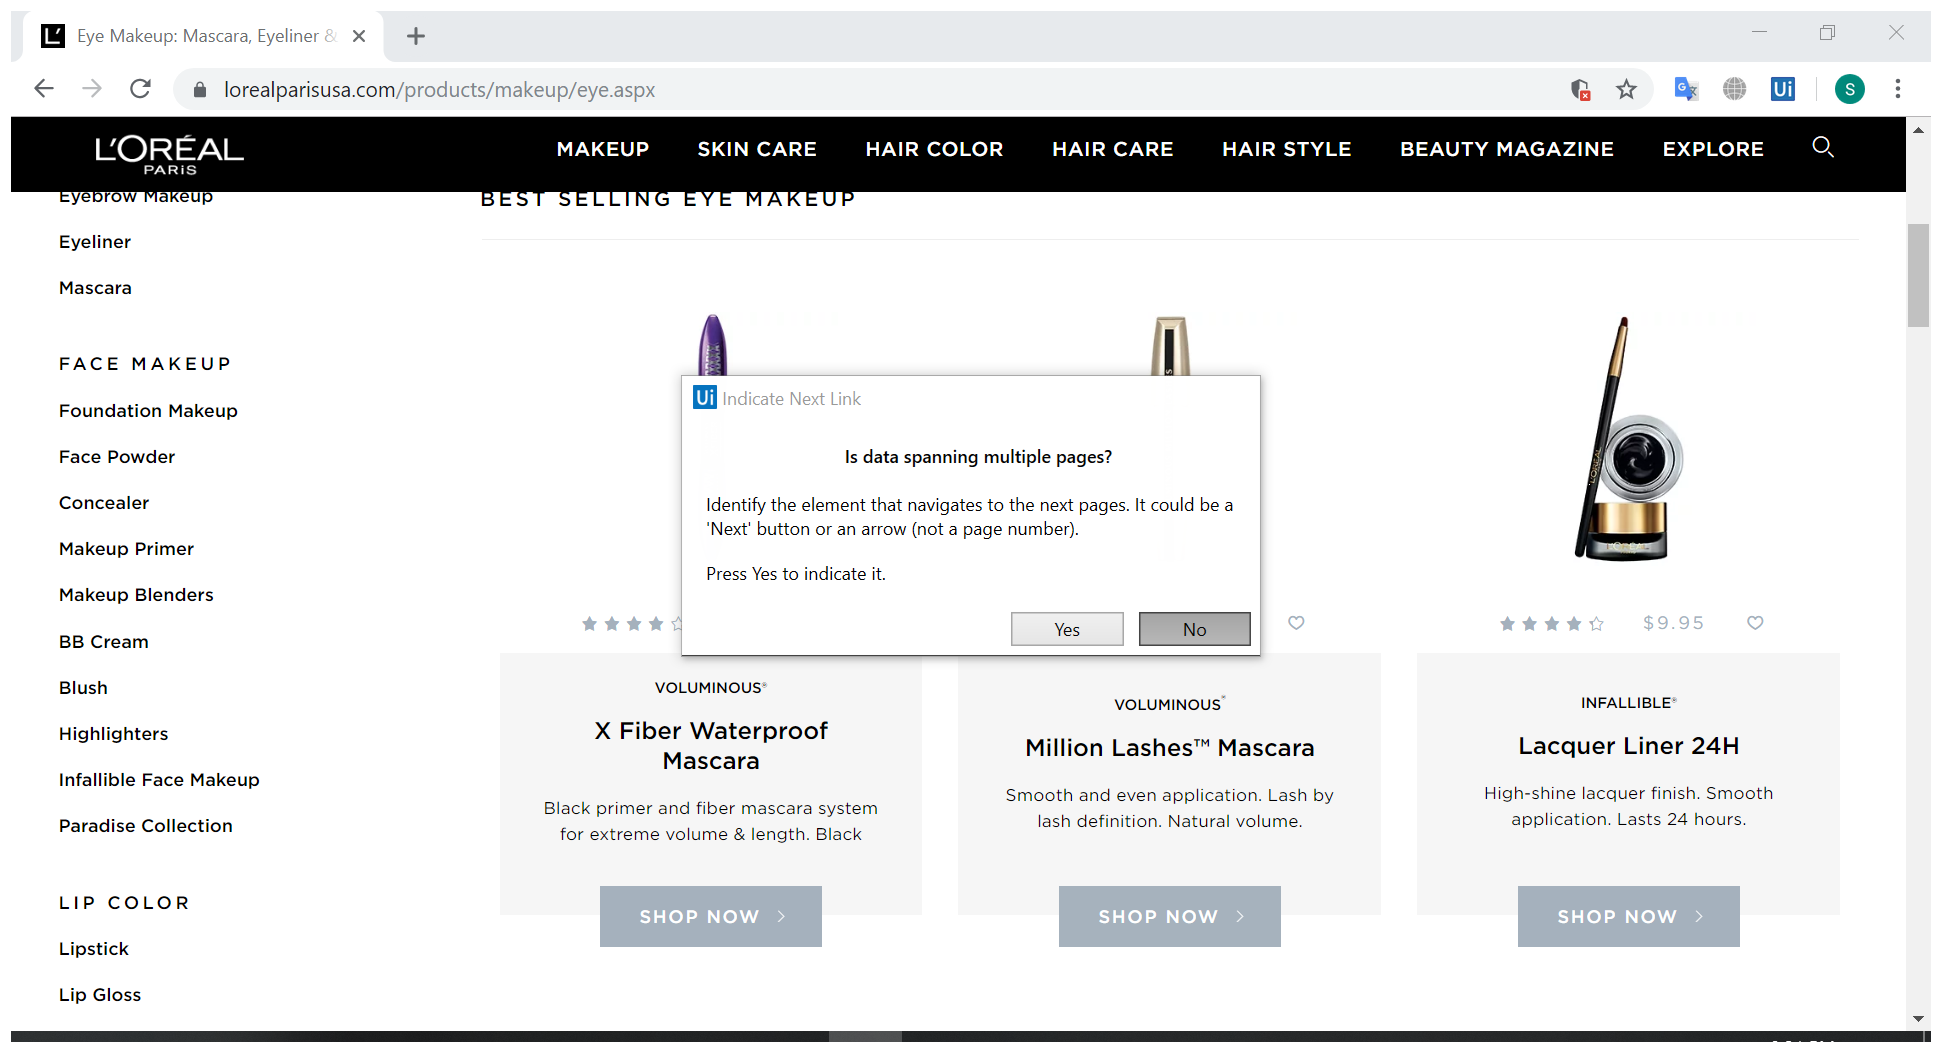 Eye Makeup: Mascara, Eyeliner &
lorealparisusa.com/products/makeup/eye.aspx
Ui
S
L'ORÉAL
PARiS
MAKEUP SKIN CARE HAIR COLOR HAIR CARE HAIR STYLE BEAUTY MAGAZINE EXPLORE
Eyebrow Makeup
Eyeliner
Mascara
FACE MAKEUP
Foundation Makeup
Face Powder
Concealer
Makeup Primer
Makeup Blenders
BB Cream
Blush
Highlighters
Infallible Face Makeup
Paradise Collection
LIP COLOR
Lipstick
Lip Gloss
BEST SELLING EYE MAKEUP
Ui Indicate Next Link
Is data spanning multiple pages?
Identify the element that navigates to the next pages. It could be a
'Next' button or an arrow (not a page number).
Press Yes to indicate it.
Yes No
VOLUMINOUS®
X Fiber Waterproof
Mascara
Black primer and fiber mascara system
for extreme volume & length. Black
SHOP NOW
VOLUMINOUS®
Million Lashes™ Mascara
Smooth and even application. Lash by
lash definition. Natural volume.
SHOP NOW
$9.95
INFALLIBLE®
Lacquer Liner 24H
High-shine lacquer finish. Smooth
application. Lasts 24 hours.
SHOP NOW